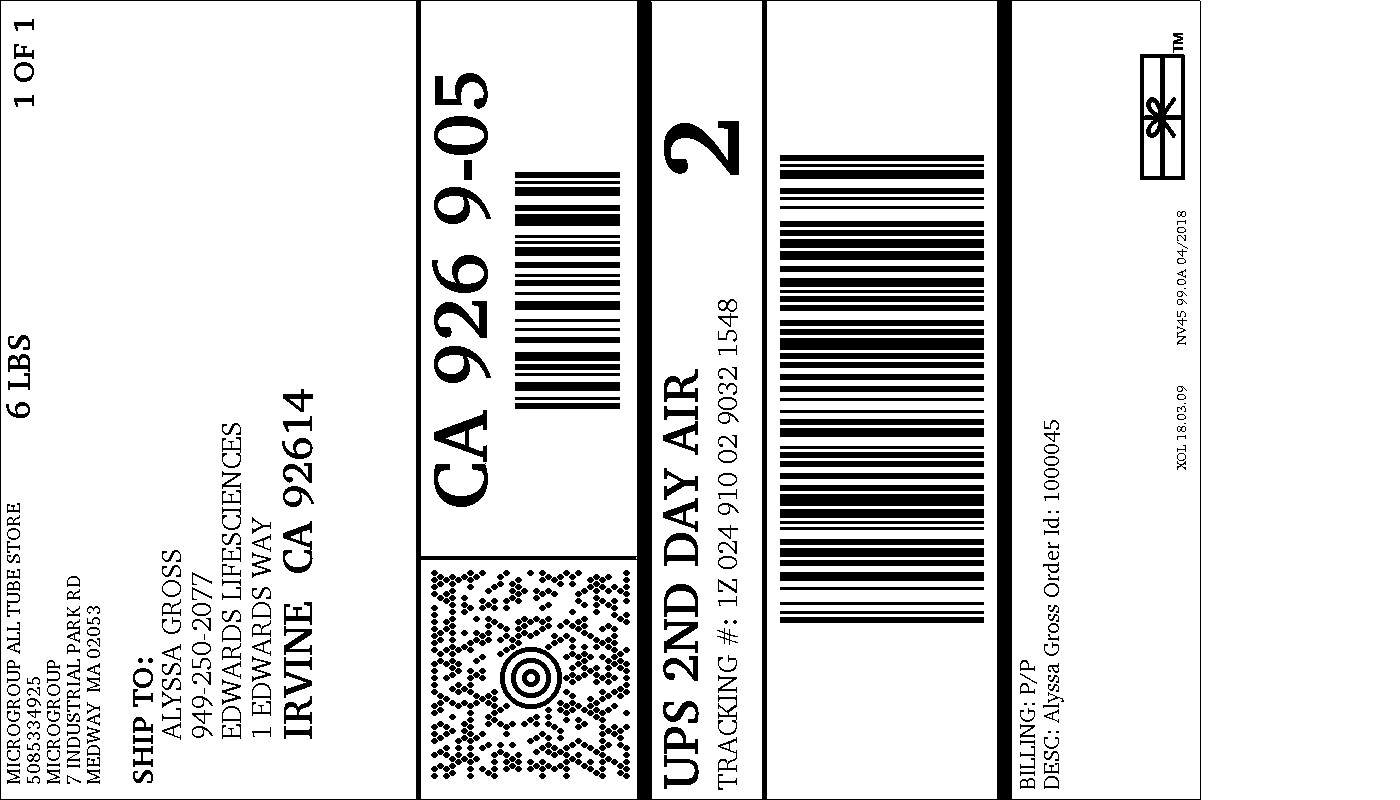 MICROGROUP ALL TUBE STORE
5085334925
MICROGROUP
7 INDUSTRIAL PARK RD
MEDWAY MA 02053
6 LBS
1 OF 1
SHIP TO:
ALYSSA GROSS
949-250-2077
EDWARDS LIFESCIENCES
1 EDWARDS WAY
IRVINE CA 92614
CA 926 9-05
UPS 2ND DAY AIR
2
TRACKING #: 1Z 024 910 02 9032 1548
BILLING: P/P
DESC: Alyssa Gross Order Id: 1000045
XOL 18.03.09 NV45 99.0A 04/2018
TM